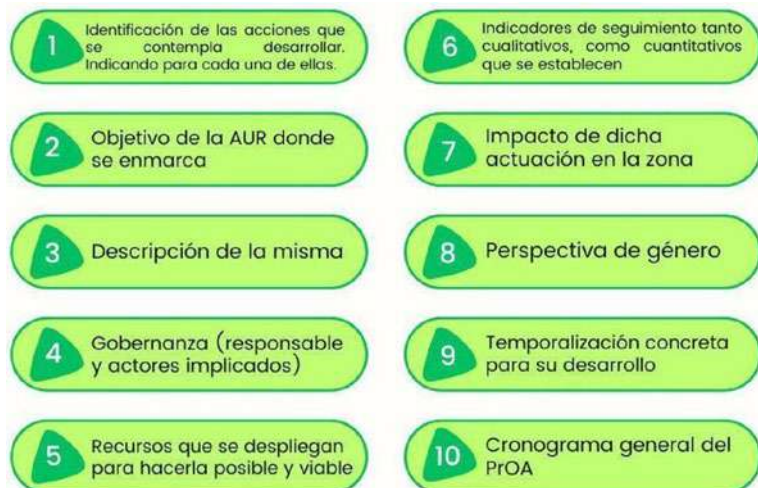 1
Identificación de las acciones que
se contempla desarrollar.
Indicando para cada una de ellas.
2
Objetivo de la AUR donde
se enmarca
3
Descripción de la misma
4
Gobernanza (responsable
y actores implicados)
5
Recursos que se despliegan
para hacerla posible y viable
6
Indicadores de seguimiento tanto
cualitativos, como cuantitativos
que se establecen
7
Impacto de dicha
actuación en la zona
8
Perspectiva de género
9
Temporalización concreta
para su desarrollo
10
Cronograma general del
PrOA